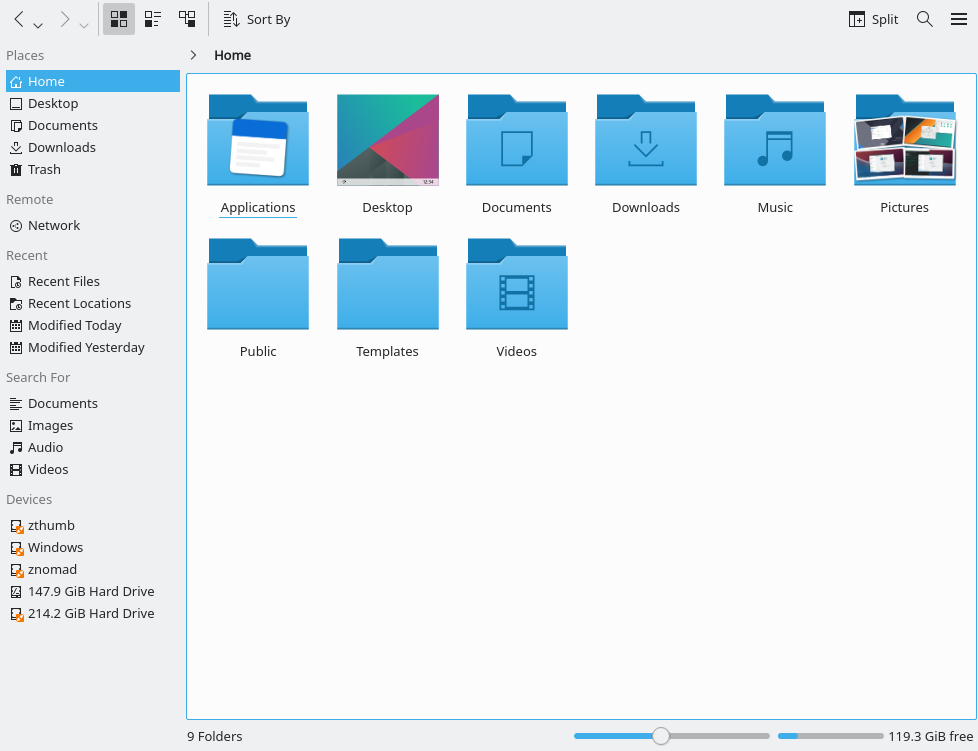 Sort By
Split
Places
Home
Home
Desktop
Documents
Downloads
Trash
Remote
Network
Recent
Recent Files
Recent Locations
Modified Today
Modified Yesterday
Search For
Documents
Images
Audio
Videos
Devices
zthumb
Windows
znomad
147.9 GiB Hard Drive
214.2 GiB Hard Drive
Applications
Desktop
Documents
Downloads
Music
Pictures
Public
Templates
Videos
9 Folders
119.3 GiB free